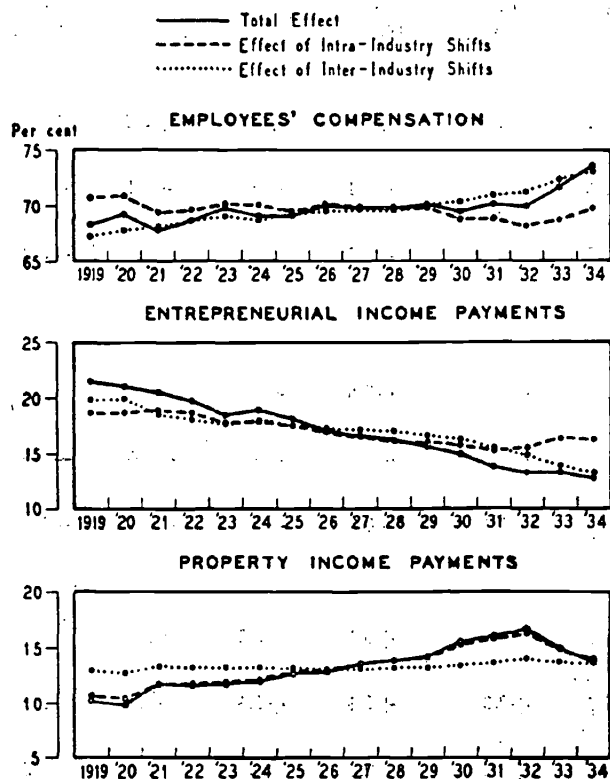 Total Effect
Effect of Intra-Industry Shifts
Effect of Inter-Industry Shifts
EMPLOYEES' COMPENSATION
Per cent
75
70
65
1919 '20 '21 '22 '23 '24 '25 '26 '27 '28 '29 '30 '31 '32 '33 '34
ENTREPRENEURIAL INCOME PAYMENTS
25
20
15
10
1919 '20 '21 '22 '23 '24 '25 '26 '27 '28 '29 '30 '31 '32 '33 '34
PROPERTY INCOME PAYMENTS
20
15
10
5
1919 '20 '21 '22 '23 '24 '25 '26 '27 '28 '29 '30 '31 '32 '33 '34